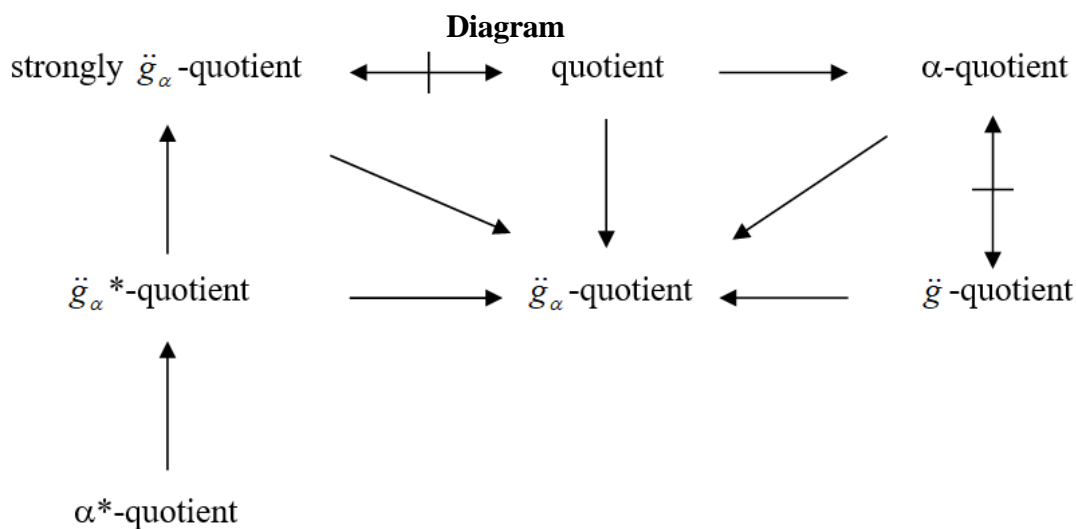 Diagram
strongly g̈α-quotient quotient α-quotient
g̈α*-quotient g̈α-quotient g̈-quotient
α*-quotient